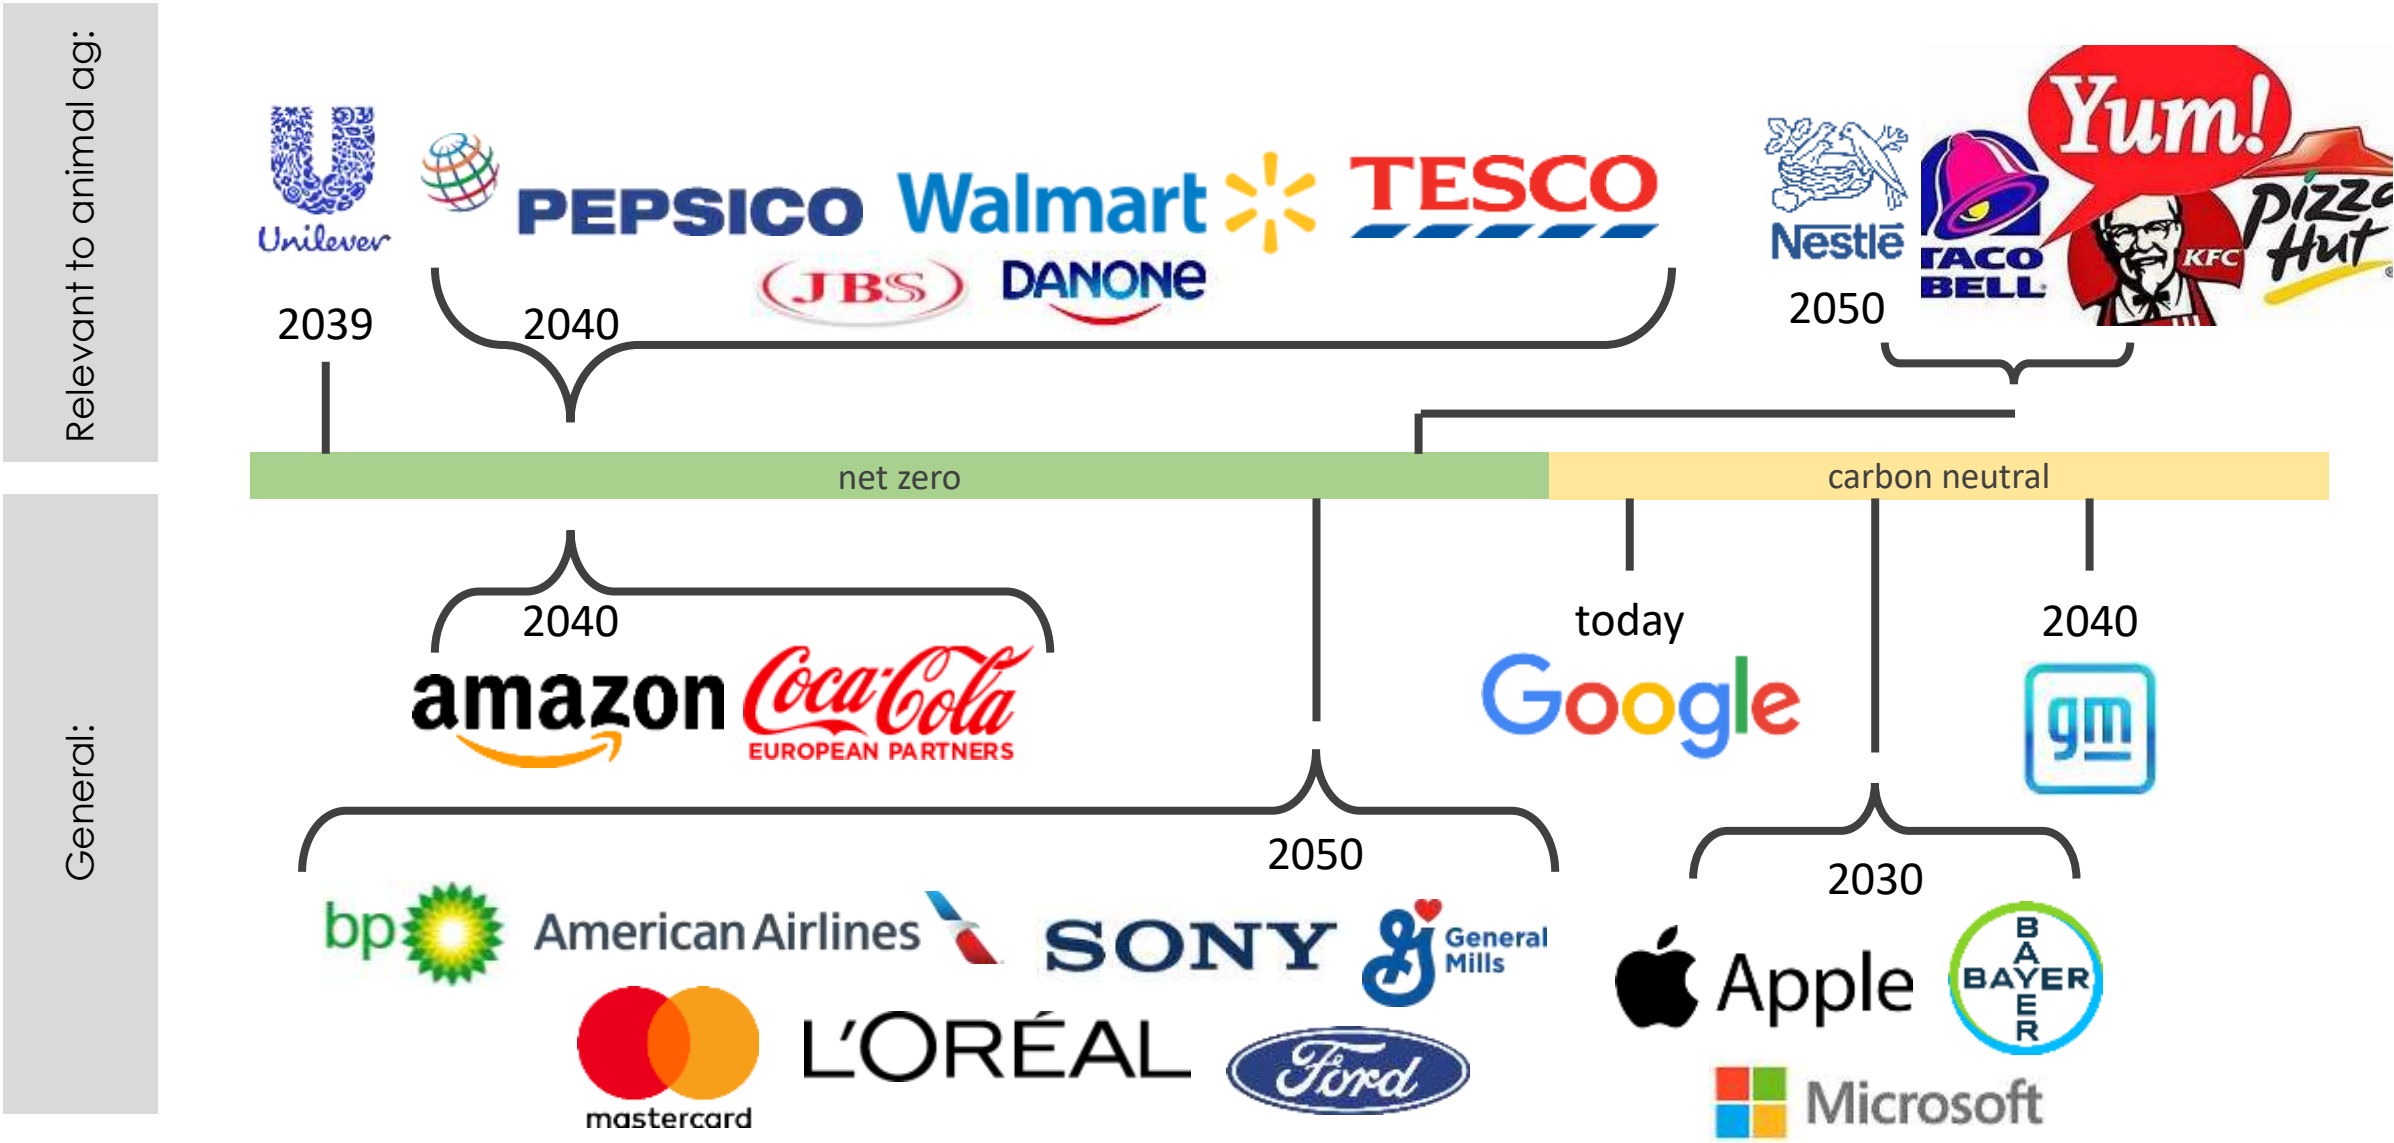 Relevant to animal ag:
Unilever
PEPSICO
Walmart
TESCO
JBS
DANONE
Nestlē
Yum!
TACO
BELL
KFC
Pizza
Hut
®
2039
2040
2050
net zero
carbon neutral
General:
2040
amazon
Coca-Cola
EUROPEAN PARTNERS
today
Google
2040
gm
2050
bp
American Airlines
SONY
General
Mills
mastercard
L'ORÉAL
Ford
2030
Apple
BAYER
BAYER
Microsoft